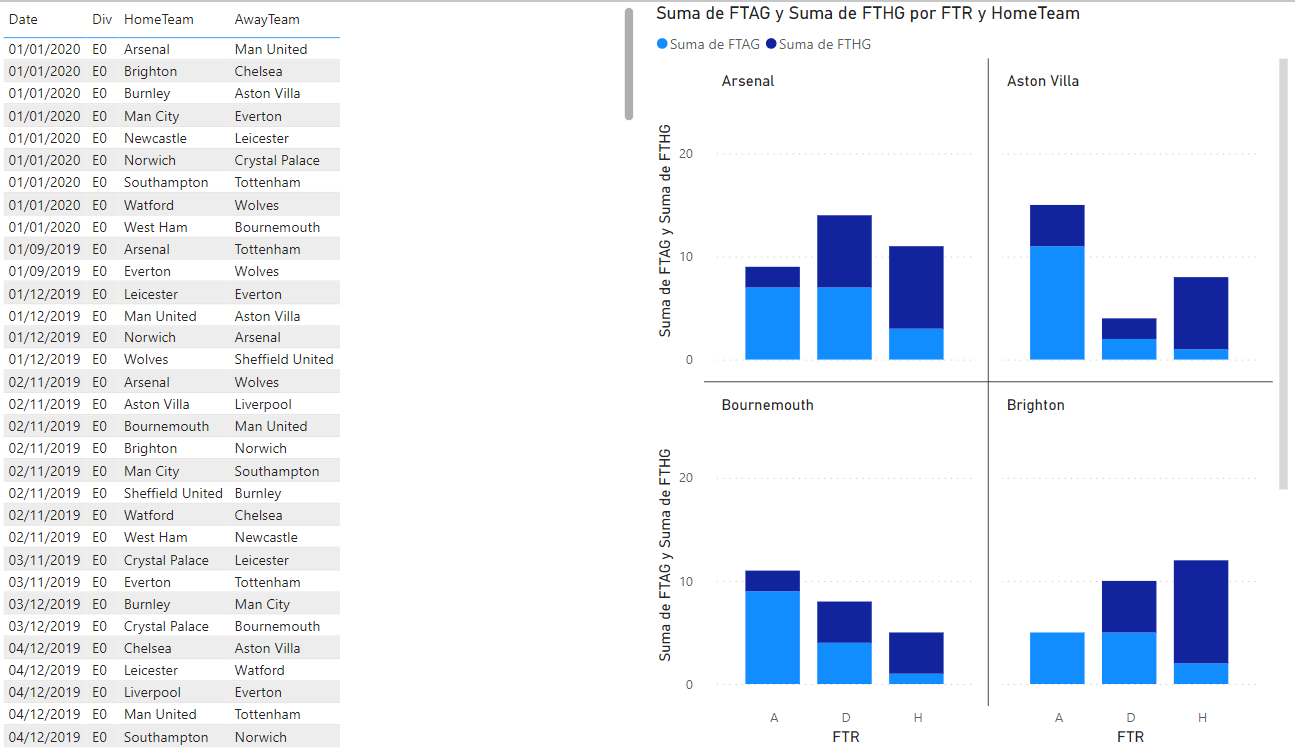 Date Div HomeTeam AwayTeam
01/01/2020 E0 Arsenal Man United
01/01/2020 E0 Brighton Chelsea
01/01/2020 E0 Burnley Aston Villa
01/01/2020 E0 Man City Everton
01/01/2020 E0 Newcastle Leicester
01/01/2020 E0 Norwich Crystal Palace
01/01/2020 E0 Southampton Tottenham
01/01/2020 E0 Watford Wolves
01/01/2020 E0 West Ham Bournemouth
01/09/2019 E0 Arsenal Tottenham
01/09/2019 E0 Everton Wolves
01/12/2019 E0 Leicester Everton
01/12/2019 E0 Man United Aston Villa
01/12/2019 E0 Norwich Arsenal
01/12/2019 E0 Wolves Sheffield United
02/11/2019 E0 Arsenal Wolves
02/11/2019 E0 Aston Villa Liverpool
02/11/2019 E0 Bournemouth Man United
02/11/2019 E0 Brighton Norwich
02/11/2019 E0 Man City Southampton
02/11/2019 E0 Sheffield United Burnley
02/11/2019 E0 Watford Chelsea
02/11/2019 E0 West Ham Newcastle
03/11/2019 E0 Crystal Palace Leicester
03/11/2019 E0 Everton Tottenham
03/12/2019 E0 Burnley Man City
03/12/2019 E0 Crystal Palace Bournemouth
04/12/2019 E0 Chelsea Aston Villa
04/12/2019 E0 Leicester Watford
04/12/2019 E0 Liverpool Everton
04/12/2019 E0 Man United Tottenham
04/12/2019 E0 Southampton Norwich
Suma de FTAG y Suma de FTHG por FTR y HomeTeam
Suma de FTAG Suma de FTHG
Arsenal Aston Villa
Suma de FTAG y Suma de FTHG
20
10
0
Bournemouth Brighton
Suma de FTAG y Suma de FTHG
20
10
0
A D H A D H
FTR FTR